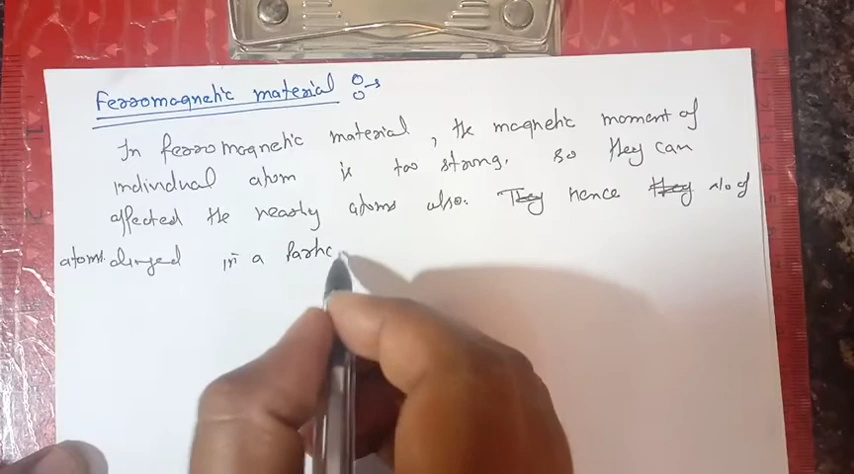 Ferromagnetic material
In ferromagnetic material, the magnetic moment of
individual atom is too strong. so they can
affected the nearby atoms also. They hence they no of
atoms alinged in a Partic